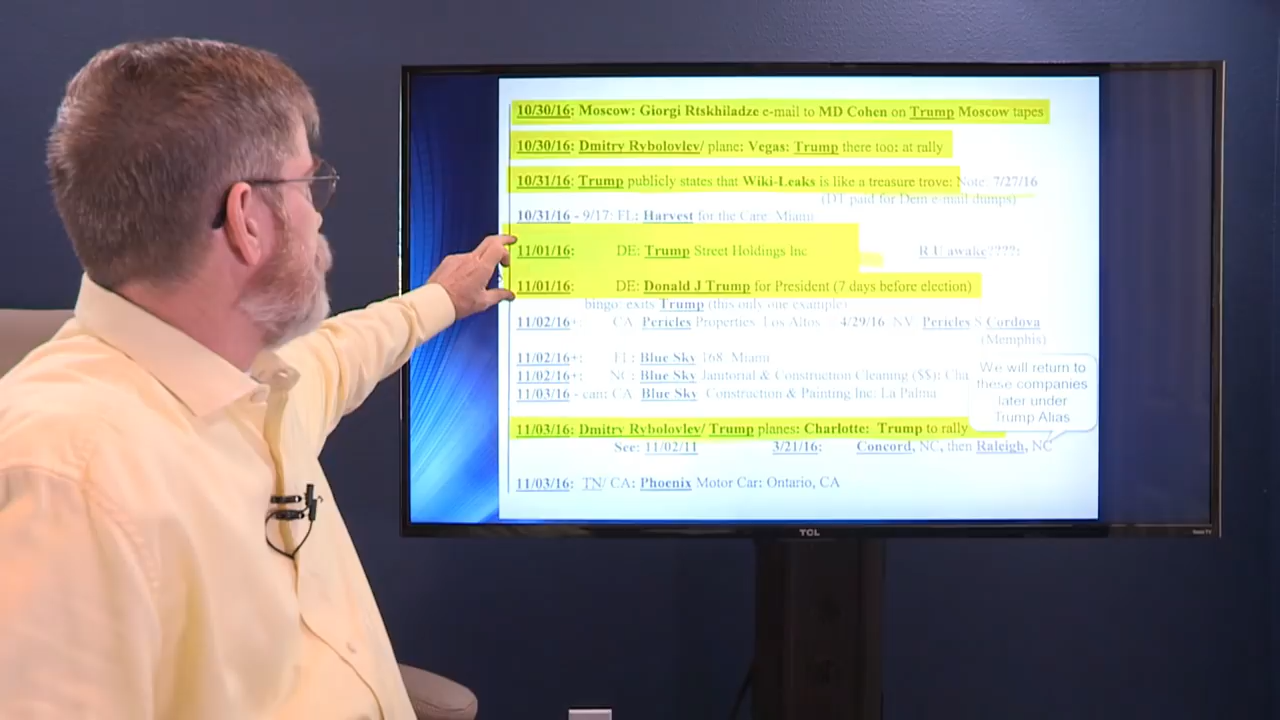 10/30/16: Moscow: Giorgi Rtskhiladze e-mail to MD Cohen on Trump Moscow tapes
10/30/16: Dmitry Rybolovlev/ plane: Vegas: Trump there too: at rally
10/31/16: Trump publicly states that Wiki-Leaks is like a treasure trove: Note: 7/27/16
(DT paid for Dem e-mail dumps)
10/31/16 - 9/17: FL: Harvest for the Care: Miami
11/01/16: DE: Trump Street Holdings Inc R U awake????:
11/01/16: DE: Donald J Trump for President (7 days before election)
bingo: exits Trump (this only one example)
11/02/16+: CA: Pericles Properties: Los Altos 4/29/16 NV: Pericles S Cordova
(Memphis)
11/02/16+: FL: Blue Sky 168: Miami
11/02/16+: NC: Blue Sky Janitorial & Construction Cleaning ($$): Cha
11/03/16 - can: CA: Blue Sky Construction & Painting Inc: La Palma
We will return to
these companies
later under
Trump Alias
11/03/16: Dmitry Rybolovlev/ Trump planes: Charlotte: Trump to rally
See: 11/02/11 3/21/16: Concord, NC, then Raleigh, NC
11/03/16: TN/ CA: Phoenix Motor Car: Ontario, CA
TCL